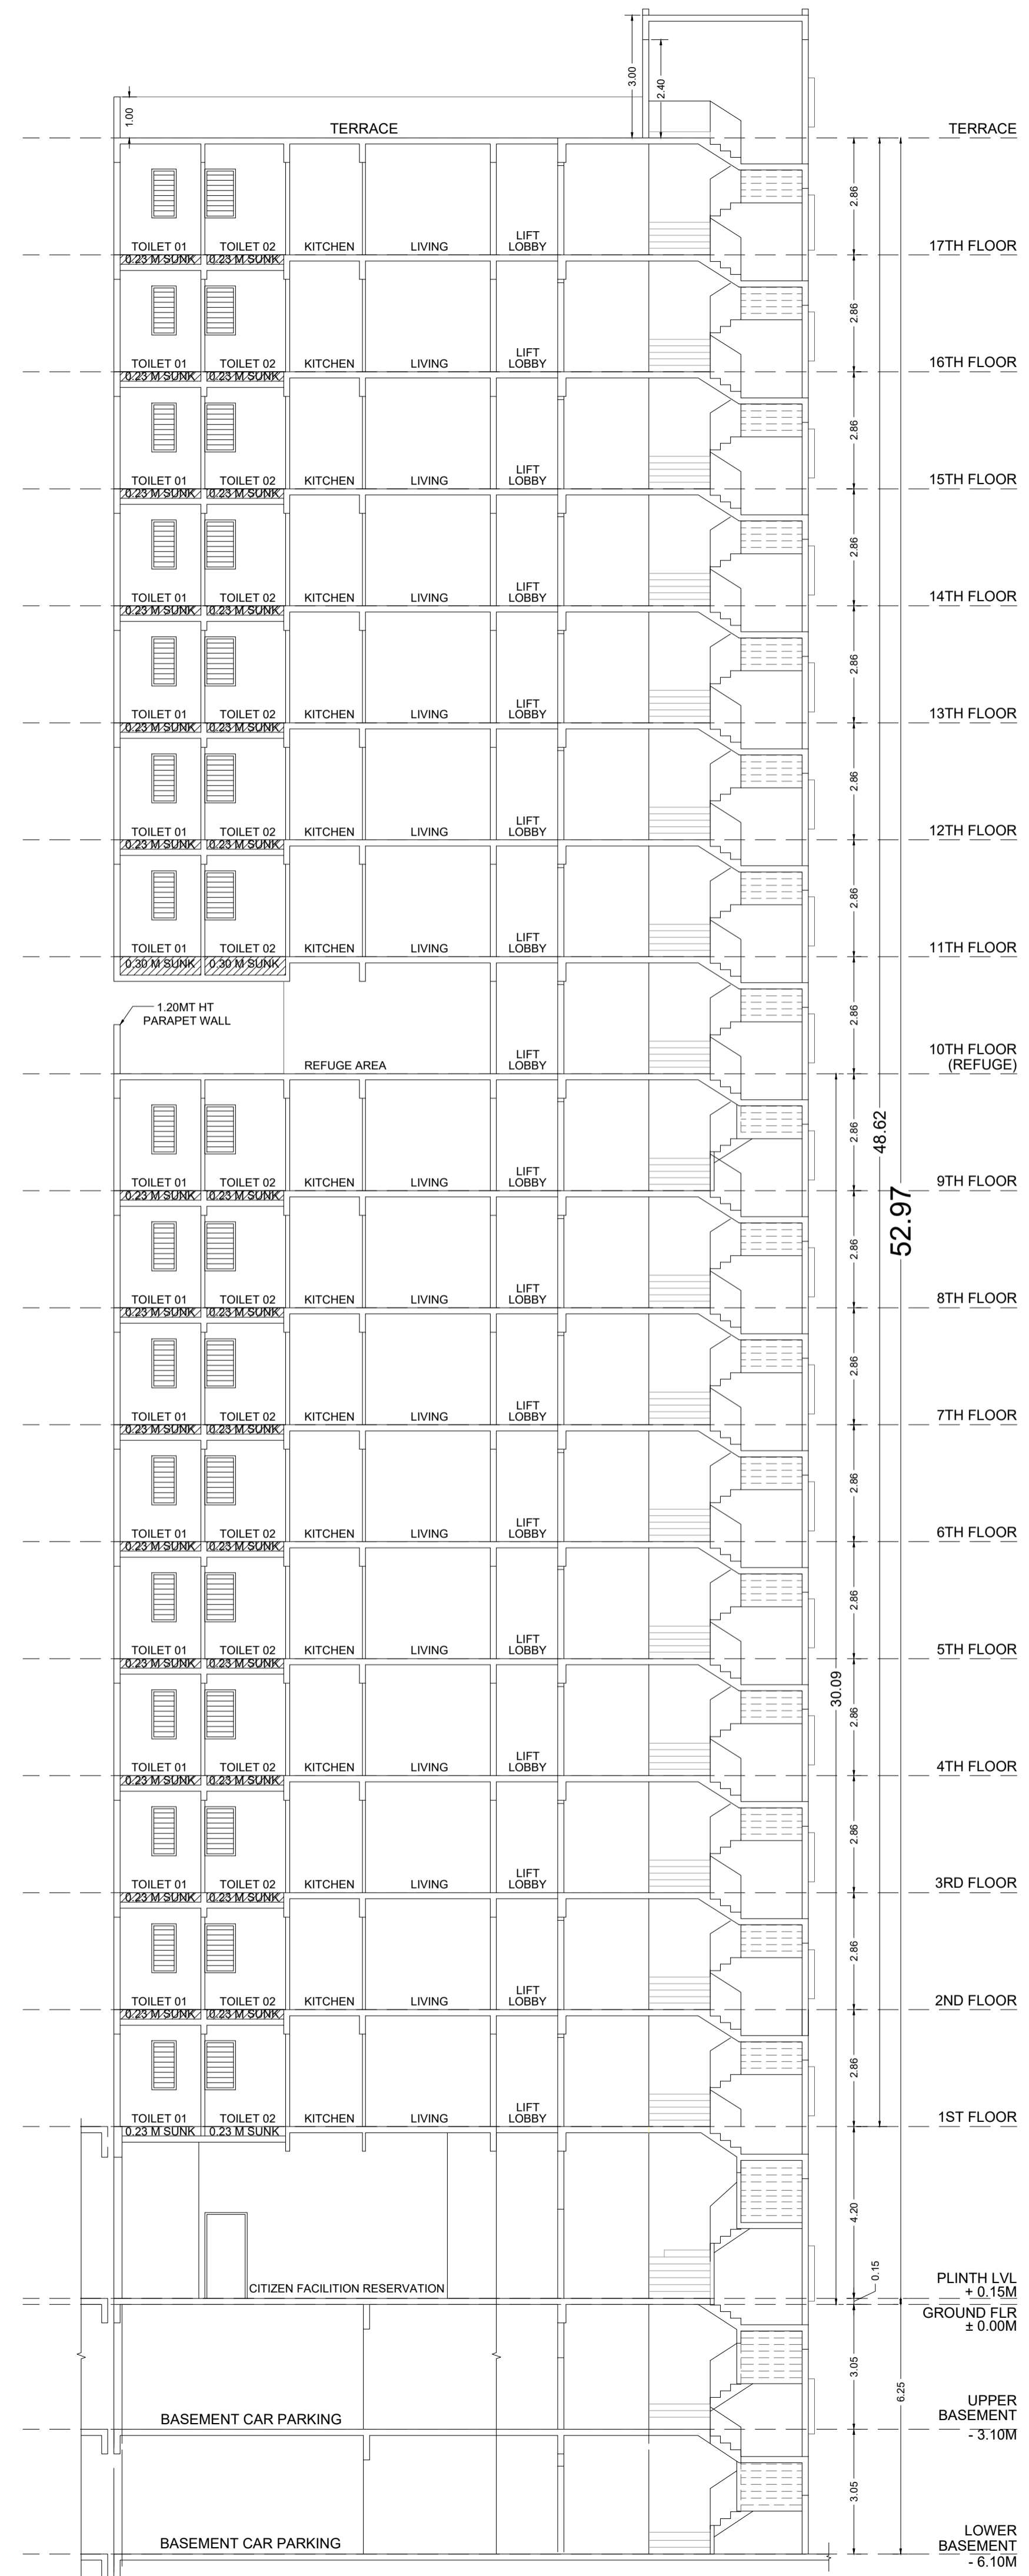 3.00
2.40
1.00
TERRACE
TERRACE
2.86
TOILET 01 TOILET 02 KITCHEN LIVING LIFT
LOBBY
17TH FLOOR
0.23 M SUNK 0.23 M SUNK
2.86
TOILET 01 TOILET 02 KITCHEN LIVING LIFT
LOBBY
16TH FLOOR
0.23 M SUNK 0.23 M SUNK
2.86
TOILET 01 TOILET 02 KITCHEN LIVING LIFT
LOBBY
15TH FLOOR
0.23 M SUNK 0.23 M SUNK
2.86
TOILET 01 TOILET 02 KITCHEN LIVING LIFT
LOBBY
14TH FLOOR
0.23 M SUNK 0.23 M SUNK
2.86
TOILET 01 TOILET 02 KITCHEN LIVING LIFT
LOBBY
13TH FLOOR
0.23 M SUNK 0.23 M SUNK
2.86
TOILET 01 TOILET 02 KITCHEN LIVING LIFT
LOBBY
12TH FLOOR
0.23 M SUNK 0.23 M SUNK
2.86
TOILET 01 TOILET 02 KITCHEN LIVING LIFT
LOBBY
11TH FLOOR
0.30 M SUNK 0.30 M SUNK
1.20MT HT
PARAPET WALL
2.86
REFUGE AREA LIFT
LOBBY
10TH FLOOR
(REFUGE)
48.62
52.97
2.86
TOILET 01 TOILET 02 KITCHEN LIVING LIFT
LOBBY
9TH FLOOR
0.23 M SUNK 0.23 M SUNK
2.86
TOILET 01 TOILET 02 KITCHEN LIVING LIFT
LOBBY
8TH FLOOR
0.23 M SUNK 0.23 M SUNK
2.86
TOILET 01 TOILET 02 KITCHEN LIVING LIFT
LOBBY
7TH FLOOR
0.23 M SUNK 0.23 M SUNK
2.86
TOILET 01 TOILET 02 KITCHEN LIVING LIFT
LOBBY
6TH FLOOR
0.23 M SUNK 0.23 M SUNK
2.86
TOILET 01 TOILET 02 KITCHEN LIVING LIFT
LOBBY
5TH FLOOR
0.23 M SUNK 0.23 M SUNK
30.09
2.86
TOILET 01 TOILET 02 KITCHEN LIVING LIFT
LOBBY
4TH FLOOR
0.23 M SUNK 0.23 M SUNK
2.86
TOILET 01 TOILET 02 KITCHEN LIVING LIFT
LOBBY
3RD FLOOR
0.23 M SUNK 0.23 M SUNK
2.86
TOILET 01 TOILET 02 KITCHEN LIVING LIFT
LOBBY
2ND FLOOR
0.23 M SUNK 0.23 M SUNK
2.86
TOILET 01 TOILET 02 KITCHEN LIVING LIFT
LOBBY
1ST FLOOR
0.23 M SUNK 0.23 M SUNK
4.20
0.15
CITIZEN FACILITION RESERVATION
PLINTH LVL
+ 0.15M
GROUND FLR
± 0.00M
3.05
6.25
BASEMENT CAR PARKING
UPPER
BASEMENT
- 3.10M
3.05
BASEMENT CAR PARKING
LOWER
BASEMENT
- 6.10M